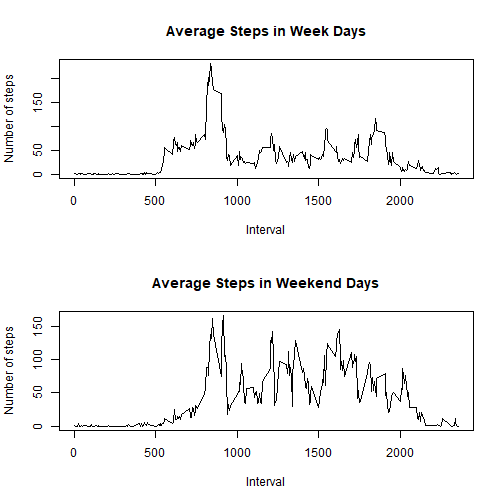 Average Steps in Week Days
Number of steps
0 50 150
0 500 1000 1500 2000
Interval
Average Steps in Weekend Days
Number of steps
0 50 100 150
0 500 1000 1500 2000
Interval